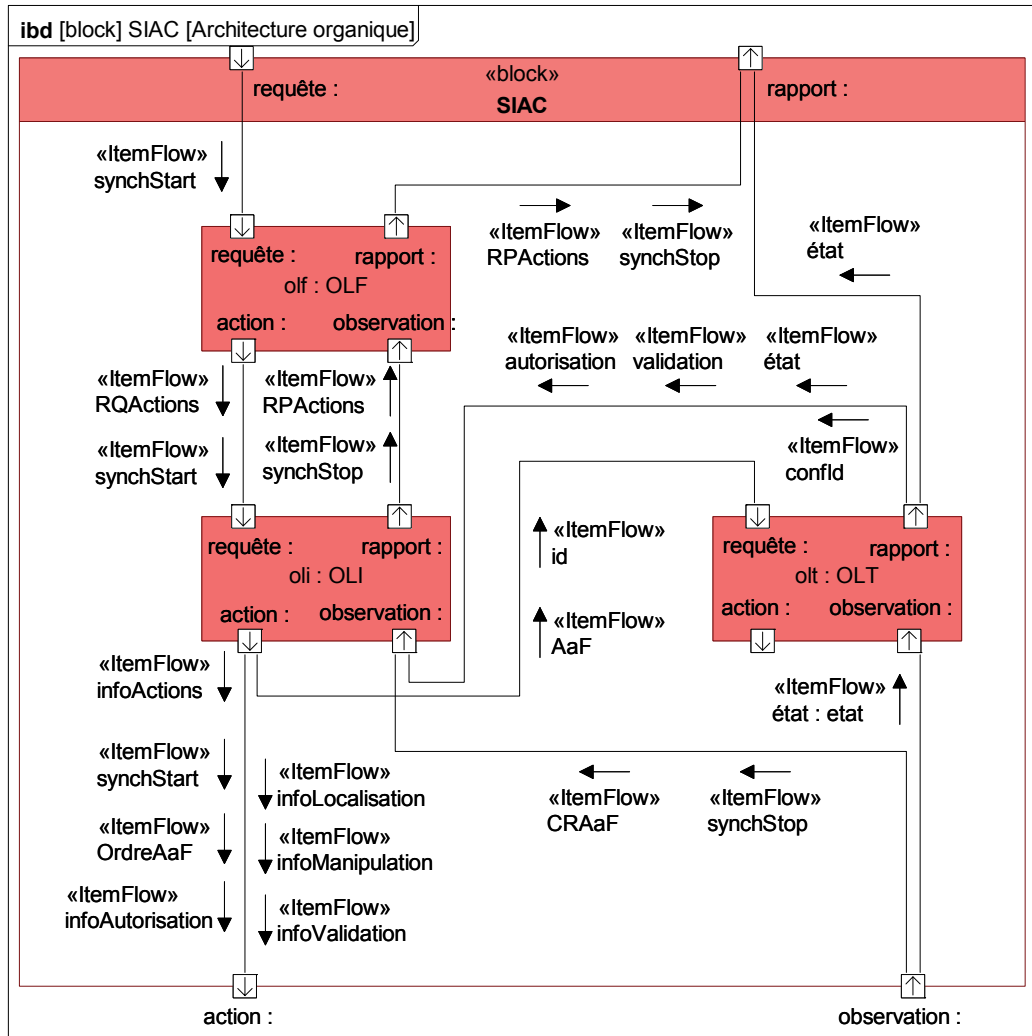 ibd [block] SIAC [Architecture organique]
«block»
SIAC
requête :
rapport :
«ItemFlow»
synchStart
«ItemFlow»
RPActions
«ItemFlow»
synchStop
«ItemFlow»
état
requête :
rapport :
olf : OLF
action :
observation :
«ItemFlow»
autorisation
«ItemFlow»
validation
«ItemFlow»
état
«ItemFlow»
RQActions
«ItemFlow»
RPActions
«ItemFlow»
synchStart
«ItemFlow»
synchStop
«ItemFlow»
confId
requête :
rapport :
oli : OLI
action :
observation :
«ItemFlow»
id
«ItemFlow»
AaF
requête :
rapport :
olt : OLT
action :
observation :
«ItemFlow»
infoActions
«ItemFlow»
état : etat
«ItemFlow»
synchStart
«ItemFlow»
infoLocalisation
«ItemFlow»
CRAaF
«ItemFlow»
synchStop
«ItemFlow»
OrdreAaF
«ItemFlow»
infoManipulation
«ItemFlow»
infoAutorisation
«ItemFlow»
infoValidation
action :
observation :